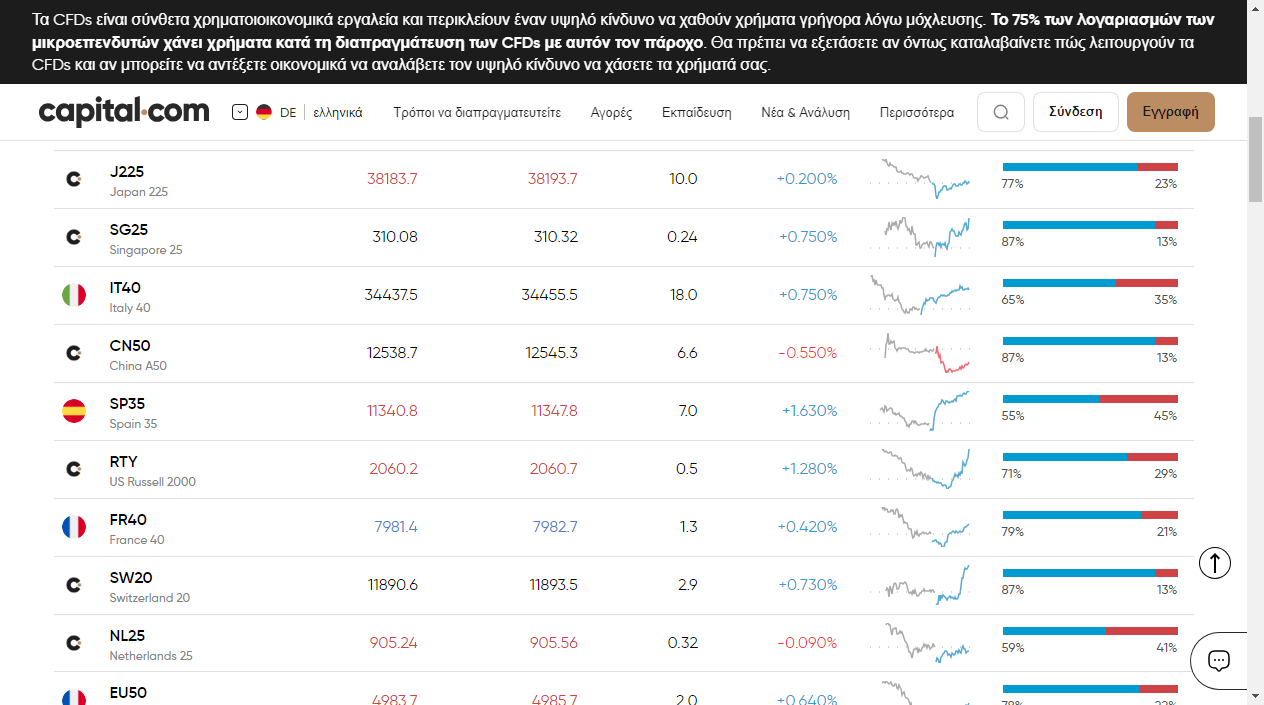 Τα CFDs είναι σύνθετα χρηματοιοικονομικά εργαλεία και περικλείουν έναν υψηλό κίνδυνο να χαθούν χρήματα γρήγορα λόγω μόχλευσης. Το 75% των λογαριασμών των
μικροεπενδυτών χάνει χρήματα κατά τη διαπραγμάτευση των CFDs με αυτόν τον πάροχο. Θα πρέπει να εξετάσετε αν όντως καταλαβαίνετε πώς λειτουργούν τα
CFDs και αν μπορείτε να αντέξετε οικονομικά να αναλάβετε τον υψηλό κίνδυνο να χάσετε τα χρήματά σας.
capital.com DE ελληνικά Τρόποι να διαπραγματευτείτε Αγορές Εκπαίδευση Νέα & Ανάλυση Περισσότερα Σύνδεση Εγγραφή
J225 38183.7 38193.7 10.0 +0.200%
Japan 225 77% 23%
SG25 310.08 310.32 0.24 +0.750%
Singapore 25 87% 13%
IT40 34437.5 34455.5 18.0 +0.750%
Italy 40 65% 35%
CN50 12538.7 12545.3 6.6 -0.550%
China A50 87% 13%
SP35 11340.8 11347.8 7.0 +1.630%
Spain 35 55% 45%
RTY 2060.2 2060.7 0.5 +1.280%
US Russell 2000 71% 29%
FR40 7981.4 7982.7 1.3 +0.420%
France 40 79% 21%
SW20 11890.6 11893.5 2.9 +0.730%
Switzerland 20 87% 13%
NL25 905.24 905.56 0.32 -0.090%
Netherlands 25 59% 41%
EU50 4983.7 4985.7 2.0 +0.640%